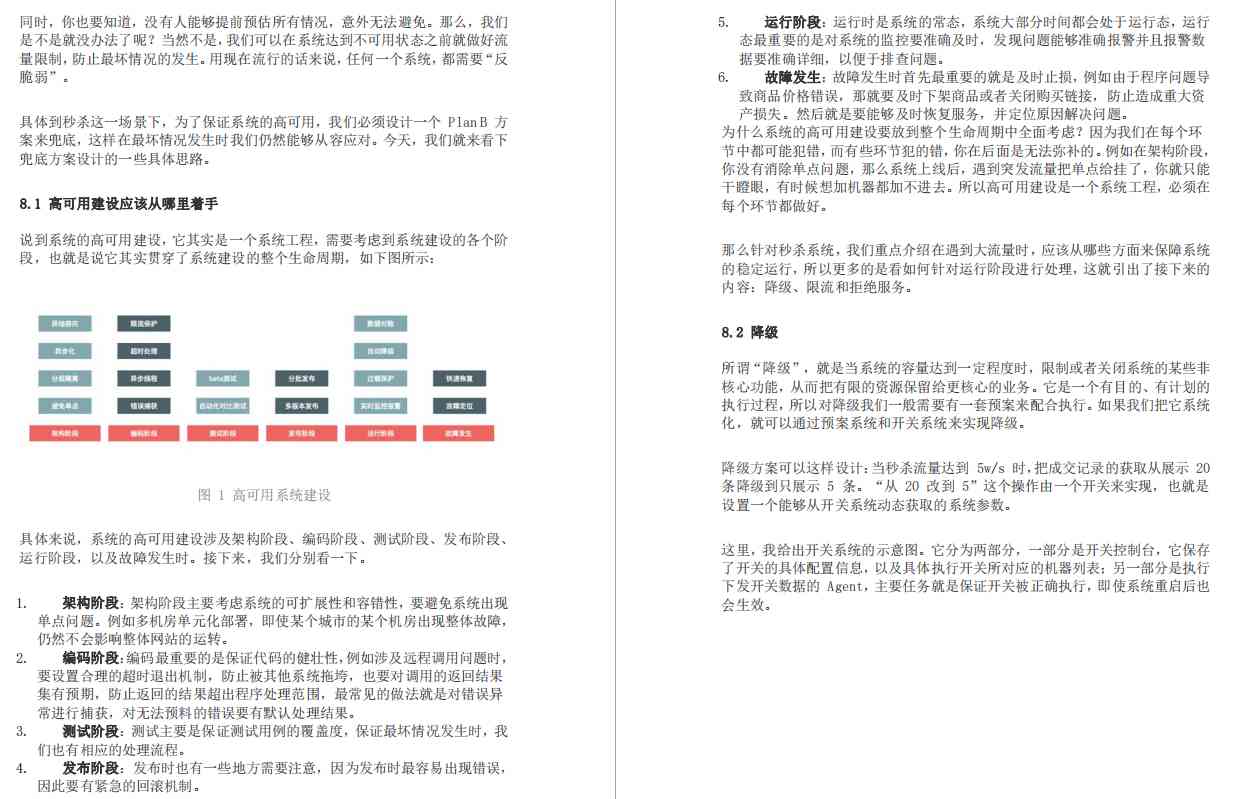 同时，你也要知道，没有人能够提前预估所有情况，意外无法避免。那么，我们
是不是就没办法了呢？当然不是，我们可以在系统达到不可用状态之前就做好流
量限制，防止最坏情况的发生。用现在流行的话来说，任何一个系统，都需要“反
脆弱”。
具体到秒杀这一场景下，为了保证系统的高可用，我们必须设计一个 Plan B 方
案来兜底，这样在最坏情况发生时我们仍然能够从容应对。今天，我们就来看下
兜底方案设计的一些具体思路。
8.1 高可用建设应该从哪里着手
说到系统的高可用建设，它其实是一个系统工程，需要考虑到系统建设的各个阶
段，也就是说它其实贯穿了系统建设的整个生命周期，如下图所示：
异地容灾 限流保护 数据对账
异步化 超时处理 自动降级
分组隔离 异步线程 beta测试 分批发布 过载保护 快速恢复
避免单点 错误捕获 自动化对比测试 多版本发布 实时监控报警 故障定位
架构阶段 编码阶段 测试阶段 发布阶段 运行阶段 故障发生
图 1 高可用系统建设
具体来说，系统的高可用建设涉及架构阶段、编码阶段、测试阶段、发布阶段、
运行阶段，以及故障发生时。接下来，我们分别看一下。
1. 架构阶段：架构阶段主要考虑系统的可扩展性和容错性，要避免系统出现
单点问题。例如多机房单元化部署，即使某个城市的某个机房出现整体故障，
仍然不会影响整体网站的运转。
2. 编码阶段：编码最重要的是保证代码的健壮性，例如涉及远程调用问题时，
要设置合理的超时退出机制，防止被其他系统拖垮，也要对调用的返回结果
集有预期，防止返回的结果超出程序处理范围，最常见的做法就是对错误异
常进行捕获，对无法预料的错误要有默认处理结果。
3. 测试阶段：测试主要是保证测试用例的覆盖度，保证最坏情况发生时，我
们也有相应的处理流程。
4. 发布阶段：发布时也有一些地方需要注意，因为发布时最容易出现错误，
因此要有紧急的回滚机制。
5. 运行阶段：运行时是系统的常态，系统大部分时间都会处于运行态，运行
态最重要的是对系统的监控要准确及时，发现问题能够准确报警并且报警数
据要准确详细，以便于排查问题。
6. 故障发生：故障发生时首先最重要的就是及时止损，例如由于程序问题导
致商品价格错误，那就要及时下架商品或者关闭购买链接，防止造成重大资
产损失。然后就是要能够及时恢复服务，并定位原因解决问题。
为什么系统的高可用建设要放到整个生命周期中全面考虑？因为我们在每个环
节中都可能犯错，而有些环节犯的错，你在后面是无法弥补的。例如在架构阶段，
你没有消除单点问题，那么系统上线后，遇到突发流量把单点给挂了，你就只能
干瞪眼，有时候想加机器都加不进去。所以高可用建设是一个系统工程，必须在
每个环节都做好。
那么针对秒杀系统，我们重点介绍在遇到大流量时，应该从哪些方面来保障系统
的稳定运行，所以更多的是看如何针对运行阶段进行处理，这就引出了接下来的
内容：降级、限流和拒绝服务。
8.2 降级
所谓“降级”，就是当系统的容量达到一定程度时，限制或者关闭系统的某些非
核心功能，从而把有限的资源保留给更核心的业务。它是一个有目的、有计划的
执行过程，所以对降级我们一般需要有一套预案来配合执行。如果我们把它系统
化，就可以通过预案系统和开关系统来实现降级。
降级方案可以这样设计：当秒杀流量达到 5w/s 时，把成交记录的获取从展示 20
条降级到只展示 5 条。“从 20 改到 5”这个操作由一个开关来实现，也就是
设置一个能够从开关系统动态获取的系统参数。
这里，我给出开关系统的示意图。它分为两部分，一部分是开关控制台，它保存
了开关的具体配置信息，以及具体执行开关所对应的机器列表；另一部分是执行
下发开关数据的 Agent，主要任务就是保证开关被正确执行，即使系统重启后也
会生效。